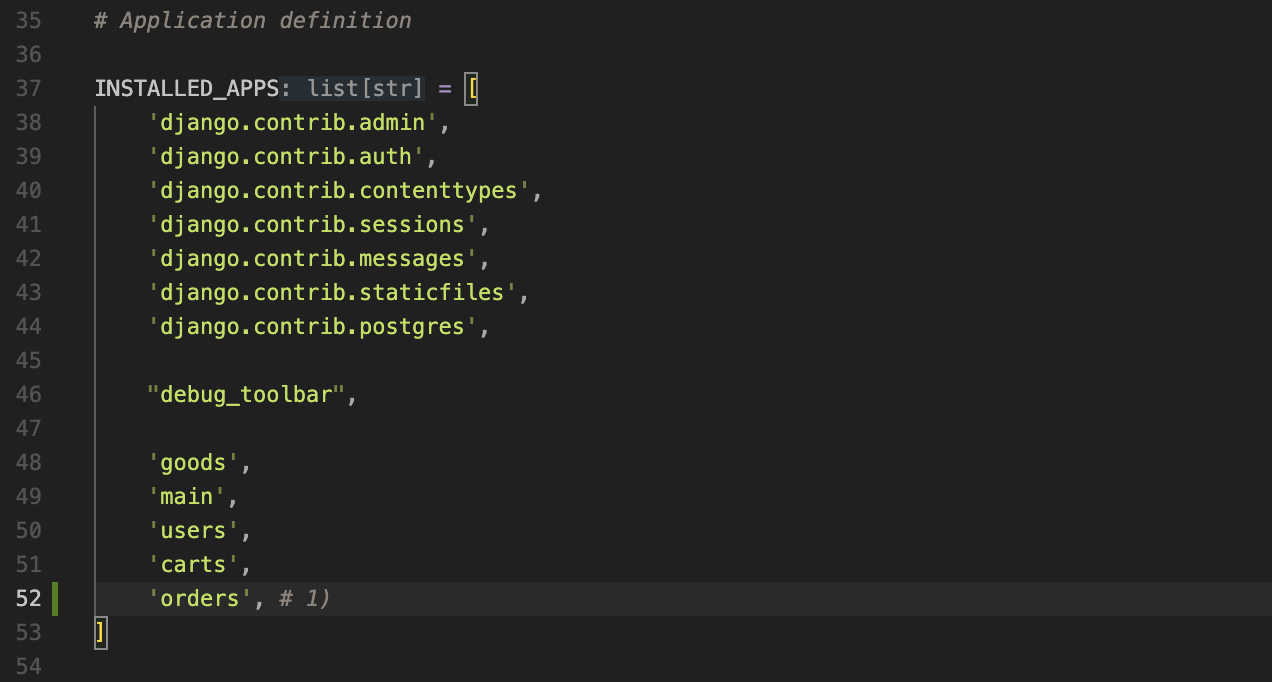 35 # Application definition
36
37 INSTALLED_APPS: list[str] = [
38     'django.contrib.admin',
39     'django.contrib.auth',
40     'django.contrib.contenttypes',
41     'django.contrib.sessions',
42     'django.contrib.messages',
43     'django.contrib.staticfiles',
44     'django.contrib.postgres',
45
46     "debug_toolbar",
47
48     'goods',
49     'main',
50     'users',
51     'carts',
52     'orders', # 1)
53 ]
54